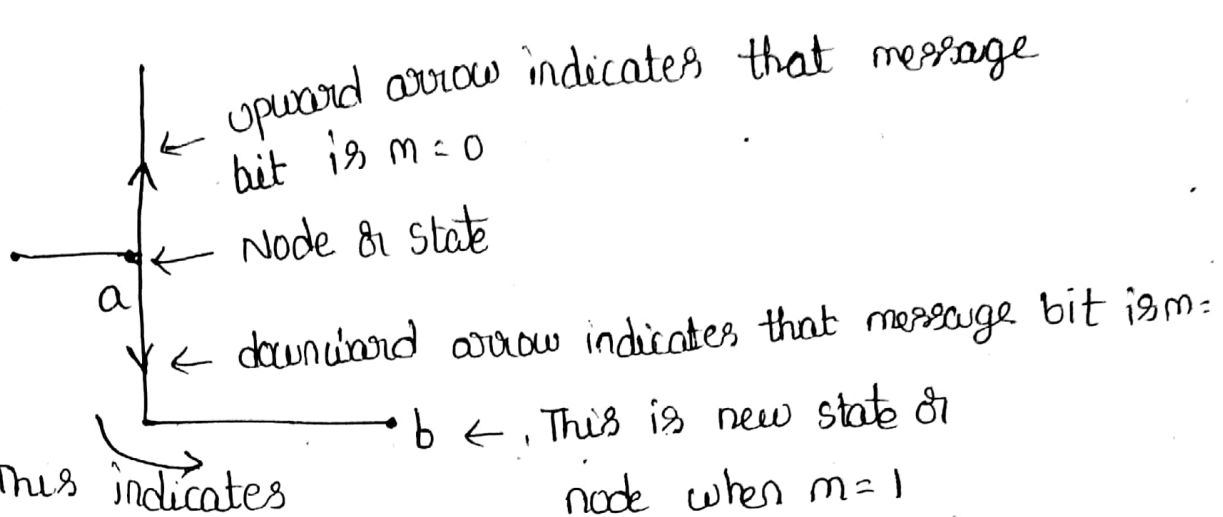 upward arrow indicates that message
bit is m = 0
Node or state
a
downward arrow indicates that message bit is m =
b ← This is new state or
This indicates
node when m = 1